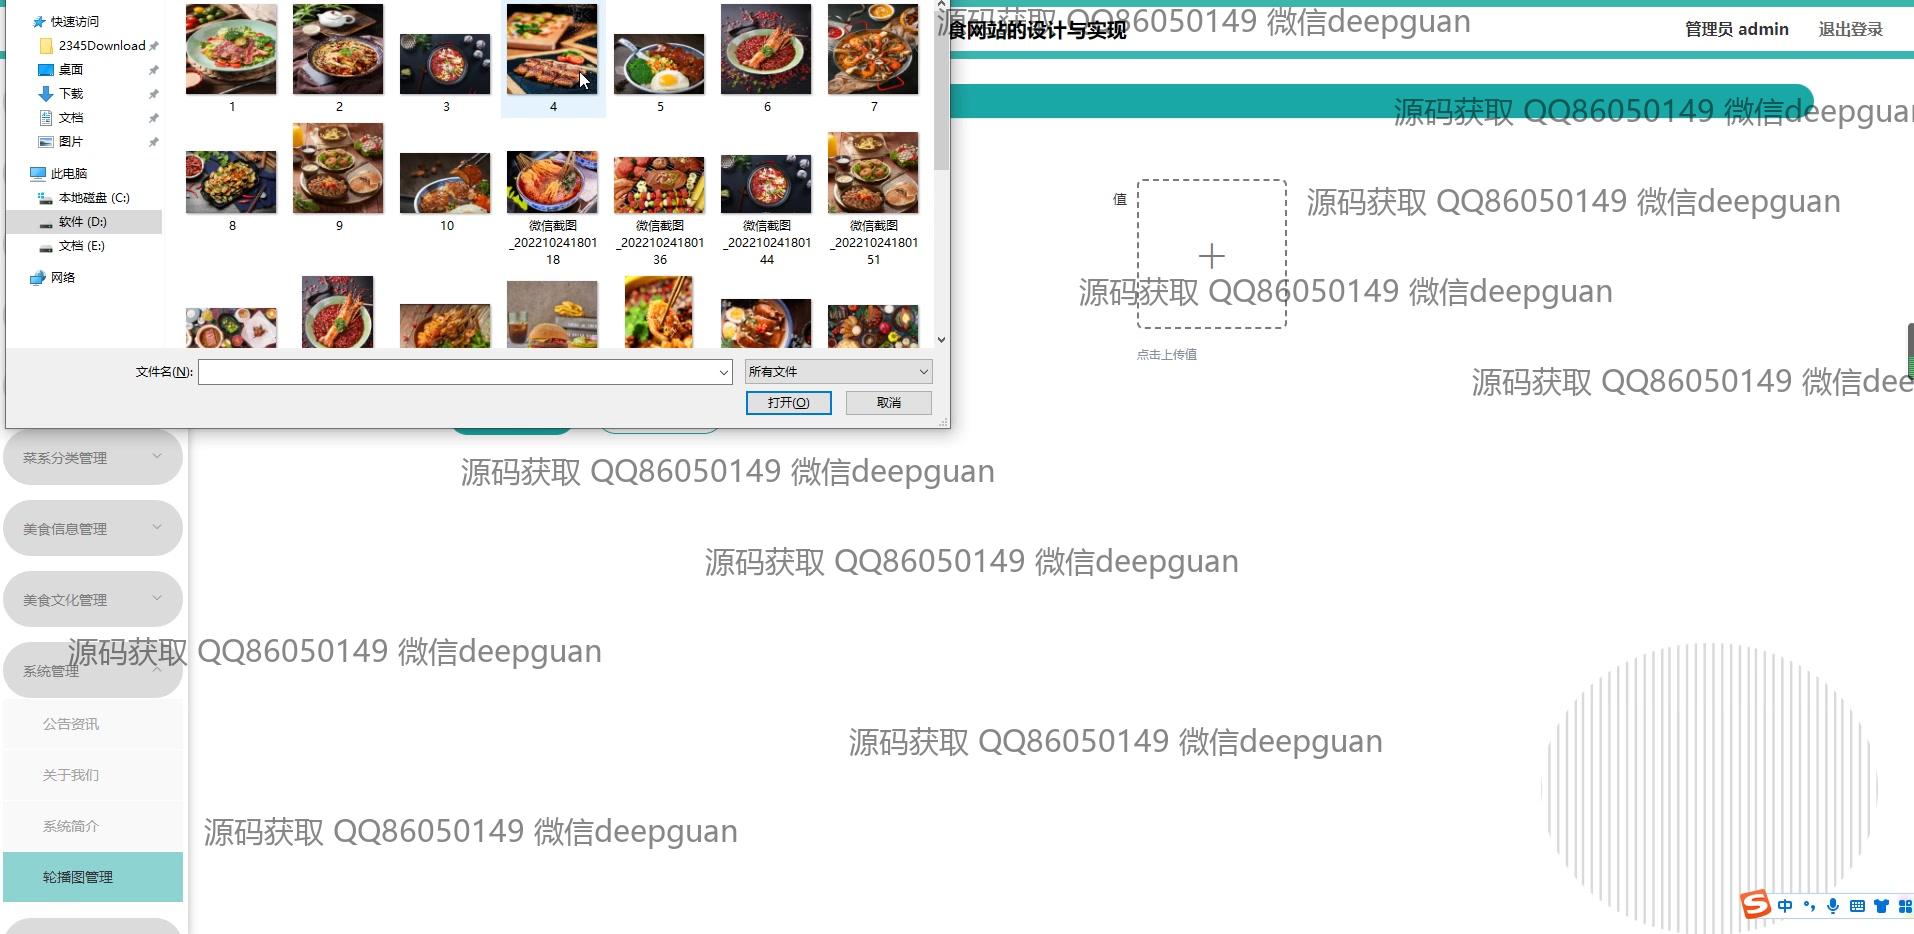 快速访问
2345Download
桌面
下载
文档
图片
此电脑
本地磁盘 (C:)
软件 (D:)
文档 (E:)
网络
1
2
3
4
5
6
7
8
9
10
微信截图_20221024180118
微信截图_20221024180136
微信截图_20221024180144
微信截图_20221024180151
文件名(N):
所有文件
打开(O)
取消
食网站的设计与实现
管理员 admin
退出登录
源码获取 QQ86050149 微信deepguan
源码获取 QQ86050149 微信deepguan
值
源码获取 QQ86050149 微信deepguan
源码获取 QQ86050149 微信deepguan
点击上传值
源码获取 QQ86050149 微信dee
菜系分类管理
源码获取 QQ86050149 微信deepguan
美食信息管理
源码获取 QQ86050149 微信deepguan
美食文化管理
源码获取 QQ86050149 微信deepguan
系统管理
公告资讯
源码获取 QQ86050149 微信deepguan
关于我们
系统简介
源码获取 QQ86050149 微信deepguan
轮播图管理
S中